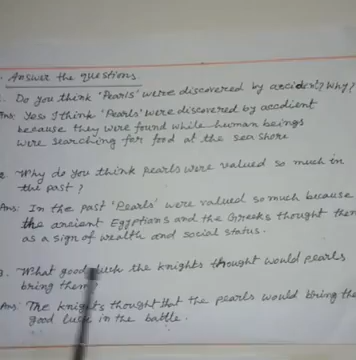 Answer the questions.
Do you think 'Pearls' were discovered by accident? Why?
Ans: Yes, I think 'Pearls' were discovered by accdient
because they were found while human beings
were searching for food at the sea shore
2. Why do you think pearls were valued so much in
the past?
Ans: In the past 'Pearls' were valued so much because
the ancient Egyptians and the Greeks thought them
as a sign of wealth and social status.
3. What good luck the knights thought would pearls
bring them?
Ans: The knights thought that the pearls would bring the
good luck in the battle.